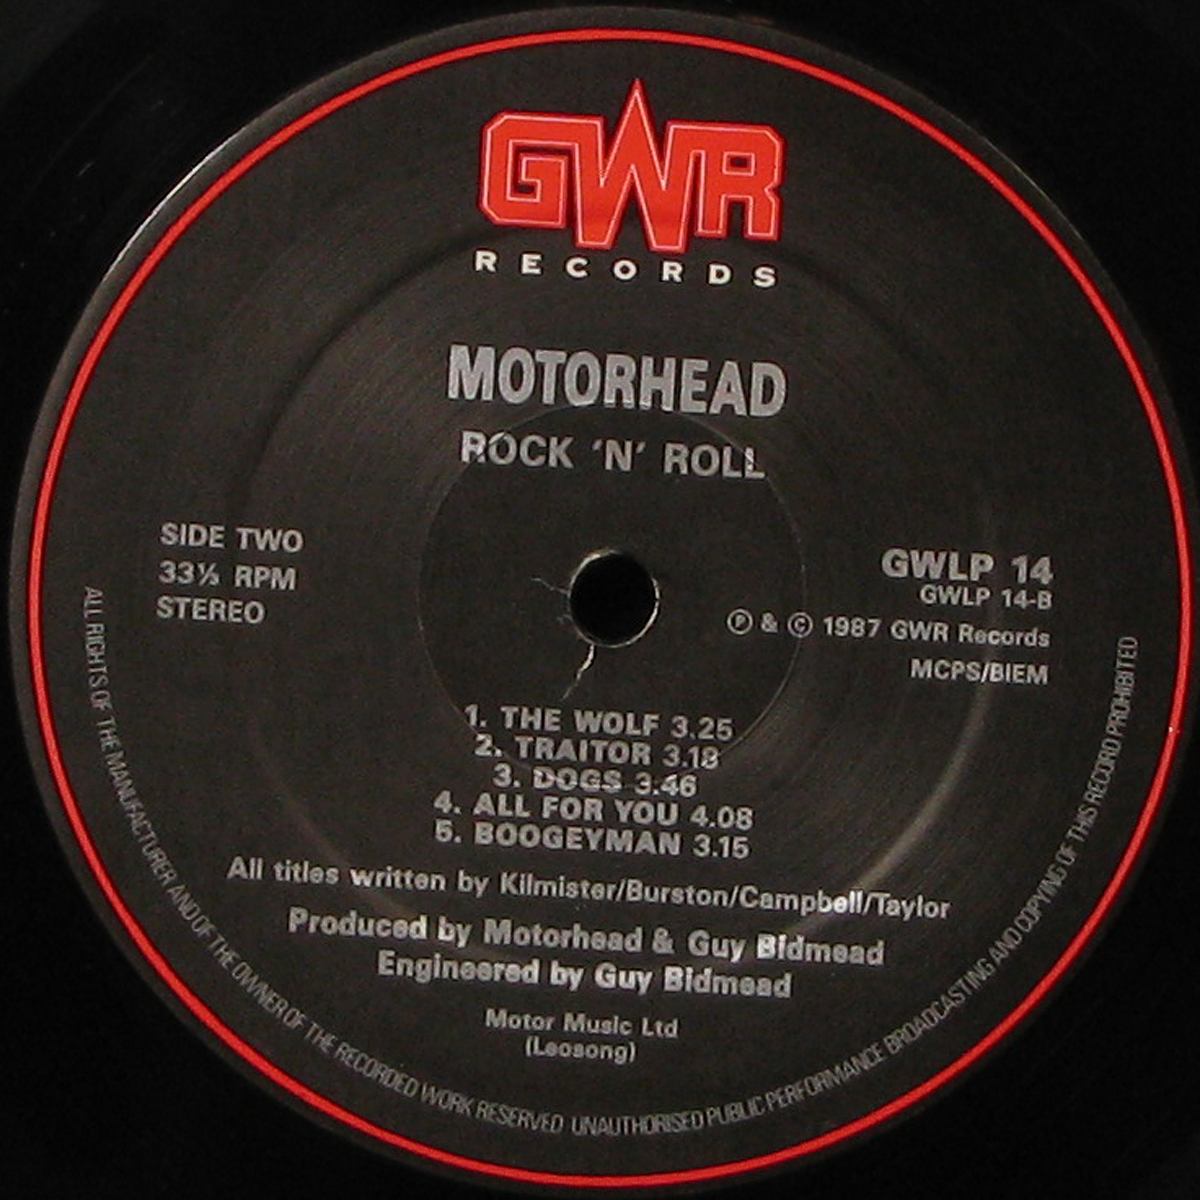 GWR
RECORDS
MOTORHEAD
ROCK 'N' ROLL
SIDE TWO
33⅓ RPM
STEREO
GWLP 14
GWLP 14-B
Ⓟ & © 1987 GWR Records
MCPS/BIEM
1. THE WOLF 3.25
2. TRAITOR 3.18
3. DOGS 3.46
4. ALL FOR YOU 4.08
5. BOOGEYMAN 3.15
All titles written by Kilmister/Burston/Campbell/Taylor
Produced by Motorhead & Guy Bidmead
Engineered by Guy Bidmead
Motor Music Ltd
(Leosong)
ALL RIGHTS OF THE MANUFACTURER AND OF THE OWNER OF THE RECORDED WORK RESERVED UNAUTHORISED PUBLIC PERFORMANCE BROADCASTING AND COPYING OF THIS RECORD PROHIBITED